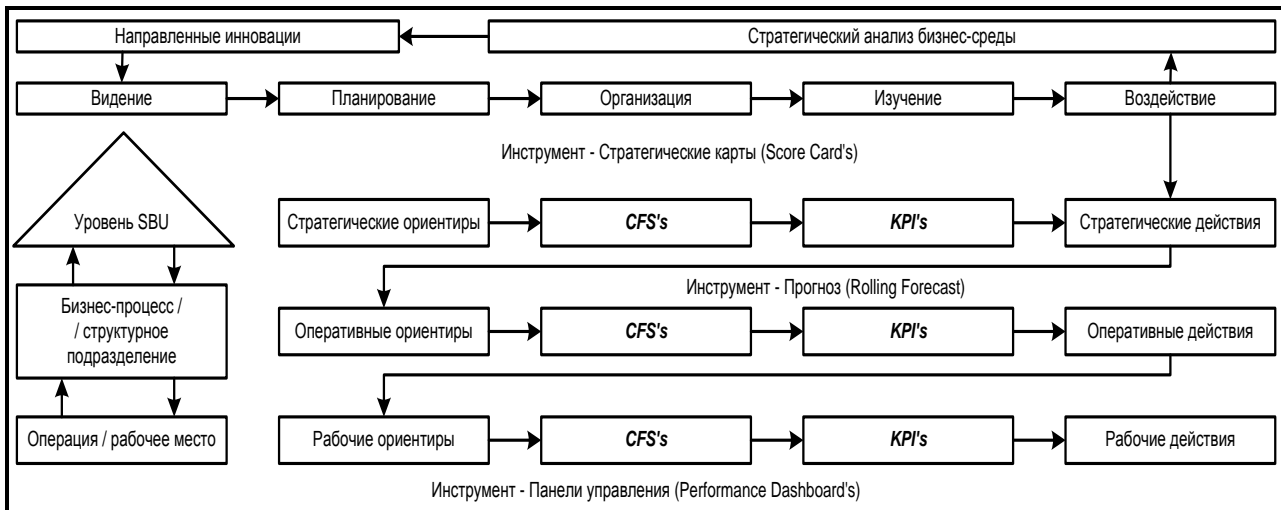 Направленные инновации
Стратегический анализ бизнес-среды
Видение
Планирование
Организация
Изучение
Воздействие
Инструмент - Стратегические карты (Score Card's)
Уровень SBU
Стратегические ориентиры
CFS's
KPI's
Стратегические действия
Инструмент - Прогноз (Rolling Forecast)
Бизнес-процесс /
/ структурное
подразделение
Оперативные ориентиры
CFS's
KPI's
Оперативные действия
Операция / рабочее место
Рабочие ориентиры
CFS's
KPI's
Рабочие действия
Инструмент - Панели управления (Performance Dashboard's)